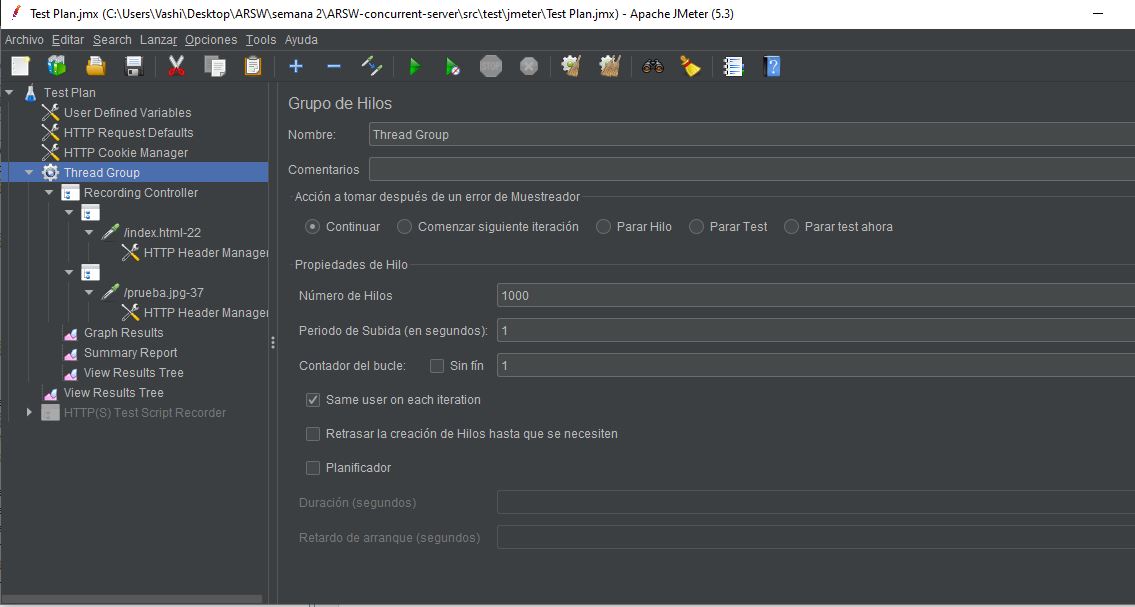 Test Plan.jmx (C:\Users\Vashi\Desktop\ARSW\semana 2\ARSW-concurrent-server\src\test\jmeter\Test Plan.jmx) - Apache JMeter (5.3)
Archivo Editar Search Lanzar Opciones Tools Ayuda
STOP
Test Plan
User Defined Variables
HTTP Request Defaults
HTTP Cookie Manager
Thread Group
Recording Controller
/index.html-22
HTTP Header Manager
/prueba.jpg-37
HTTP Header Manager
Graph Results
Summary Report
View Results Tree
View Results Tree
HTTP(S) Test Script Recorder
Grupo de Hilos
Nombre: Thread Group
Comentarios
Acción a tomar después de un error de Muestreador
Continuar Comenzar siguiente iteración Parar Hilo Parar Test Parar test ahora
Propiedades de Hilo
Número de Hilos 1000
Periodo de Subida (en segundos): 1
Contador del bucle: Sin fín 1
Same user on each iteration
Retrasar la creación de Hilos hasta que se necesiten
Planificador
Duración (segundos)
Retardo de arranque (segundos)